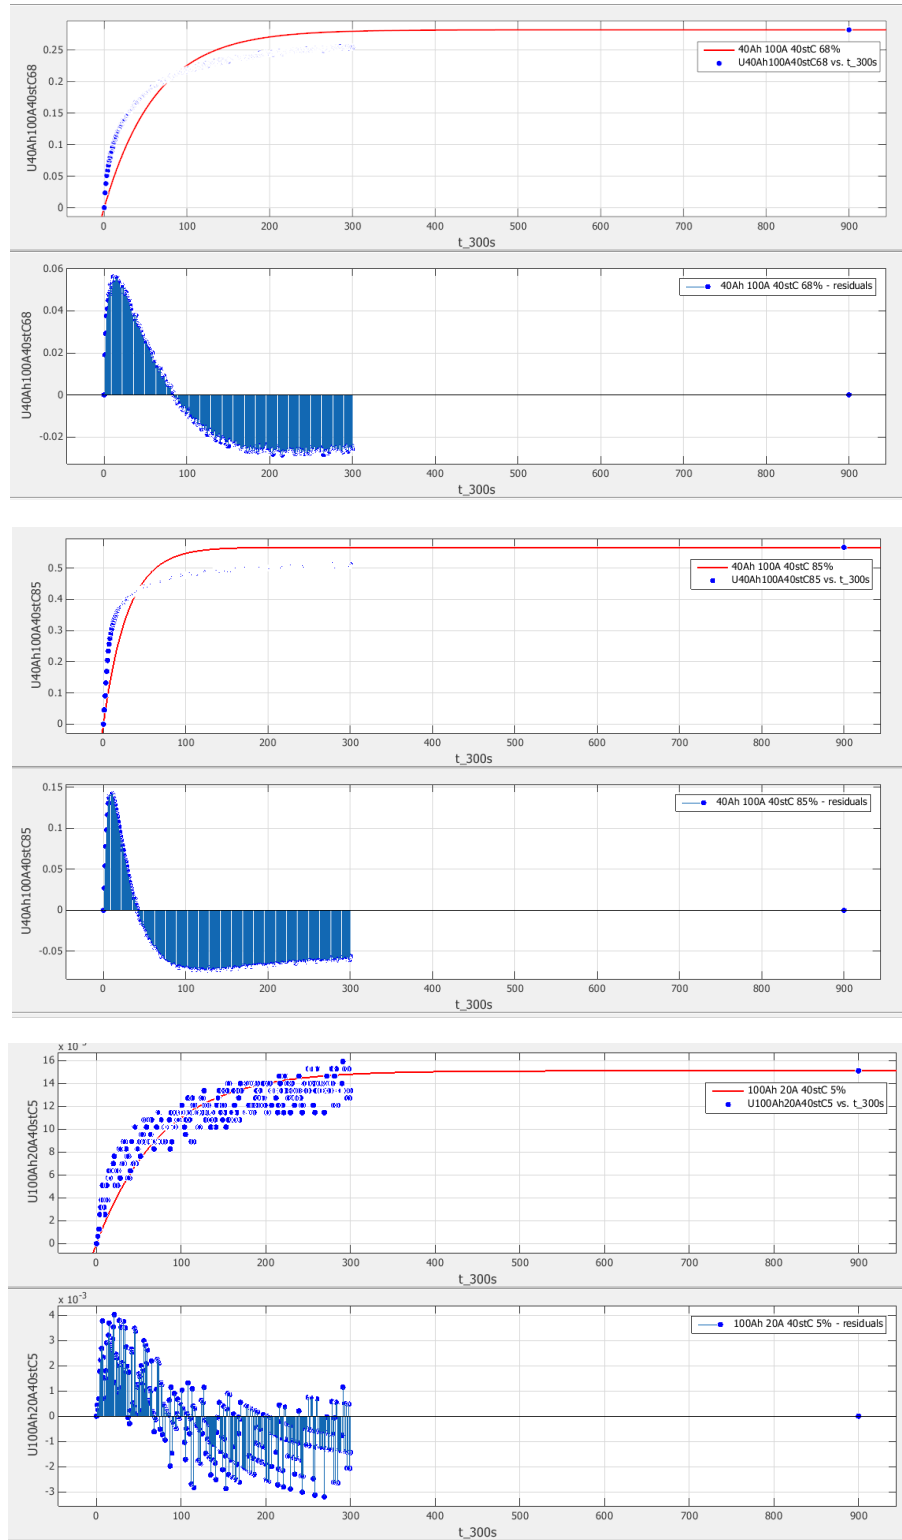 0.25
0.2
0.15
0.1
0.05
0
U40Ah100A40stC68
40Ah 100A 40stC 68%
U40Ah100A40stC68 vs. t_300s
0 100 200 300 400 500 600 700 800 900
t_300s
0.06
0.04
0.02
0
-0.02
U40Ah100A40stC68
40Ah 100A 40stC 68% - residuals
0 100 200 300 400 500 600 700 800 900
t_300s
0.5
0.4
0.3
0.2
0.1
0
U40Ah100A40stC85
40Ah 100A 40stC 85%
U40Ah100A40stC85 vs. t_300s
0 100 200 300 400 500 600 700 800 900
t_300s
0.15
0.1
0.05
0
-0.05
U40Ah100A40stC85
40Ah 100A 40stC 85% - residuals
0 100 200 300 400 500 600 700 800 900
t_300s
16
14
12
10
8
6
4
2
0
U100Ah20A40stC5
100Ah 20A 40stC 5%
U100Ah20A40stC5 vs. t_300s
0 100 200 300 400 500 600 700 800 900
t_300s
x 10⁻³
4
3
2
1
0
-1
-2
-3
U100Ah20A40stC5
100Ah 20A 40stC 5% - residuals
0 100 200 300 400 500 600 700 800 900
t_300s